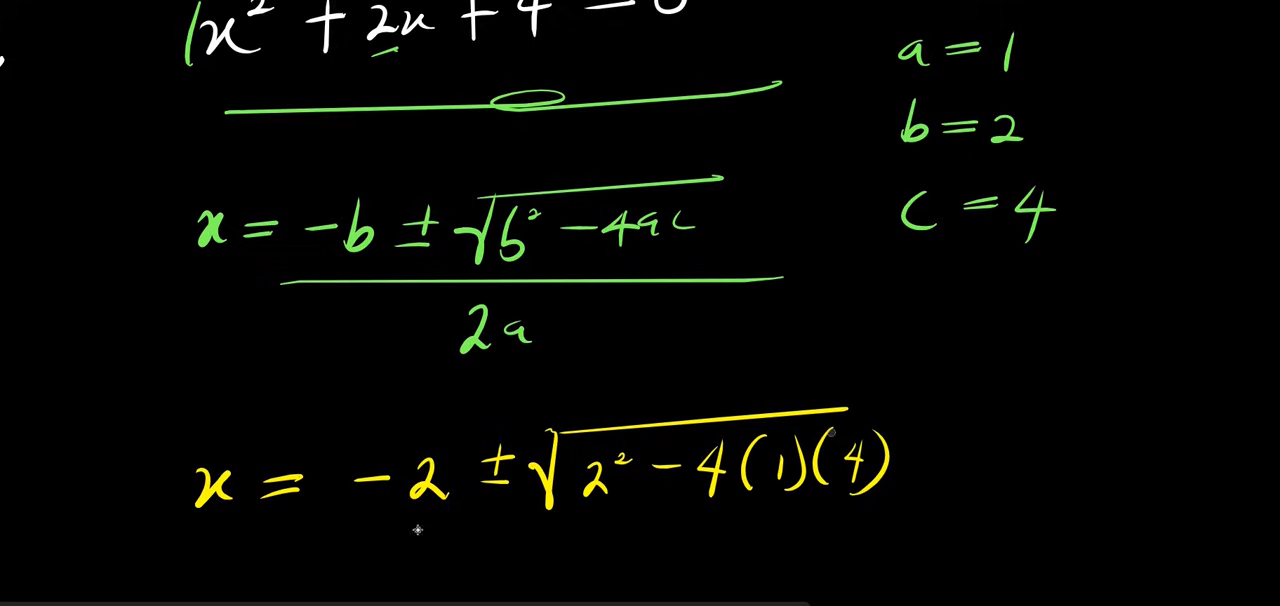 x² + 2x + 4 = 0
a = 1
b = 2
c = 4
x = -b ± √b² - 4ac
2a
x = -2 ± √2² - 4(1)(4)